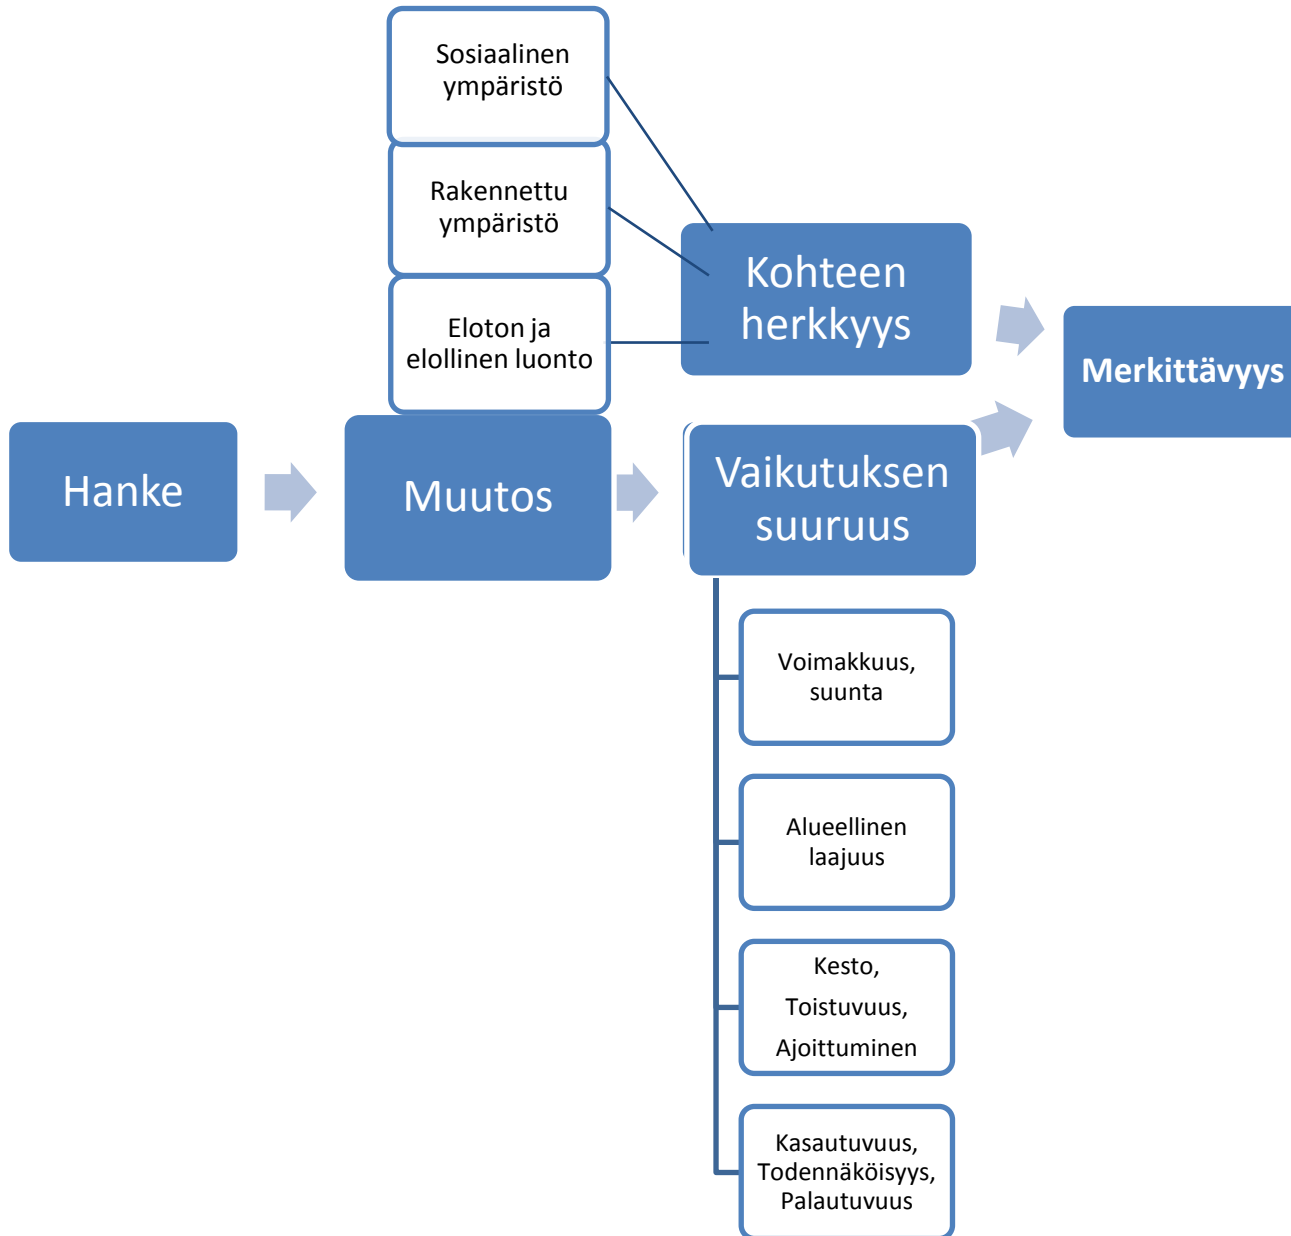 Sosiaalinen
ympäristö
Rakennettu
ympäristö
Eloton ja
elollinen luonto
Kohteen
herkkyys
Merkittävyys
Hanke
Muutos
Vaikutuksen
suuruus
Voimakkuus,
suunta
Alueellinen
laajuus
Kesto,
Toistuvuus,
Ajoittuminen
Kasautuvuus,
Todennäköisyys,
Palautuvuus